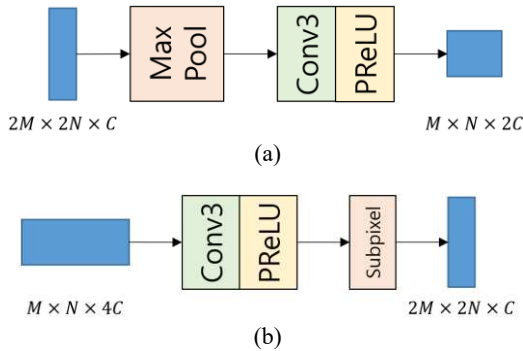 Max
Pool
Conv3
PReLU
2M × 2N × C
M × N × 2C
(a)
Conv3
PReLU
Subpixel
M × N × 4C
2M × 2N × C
(b)